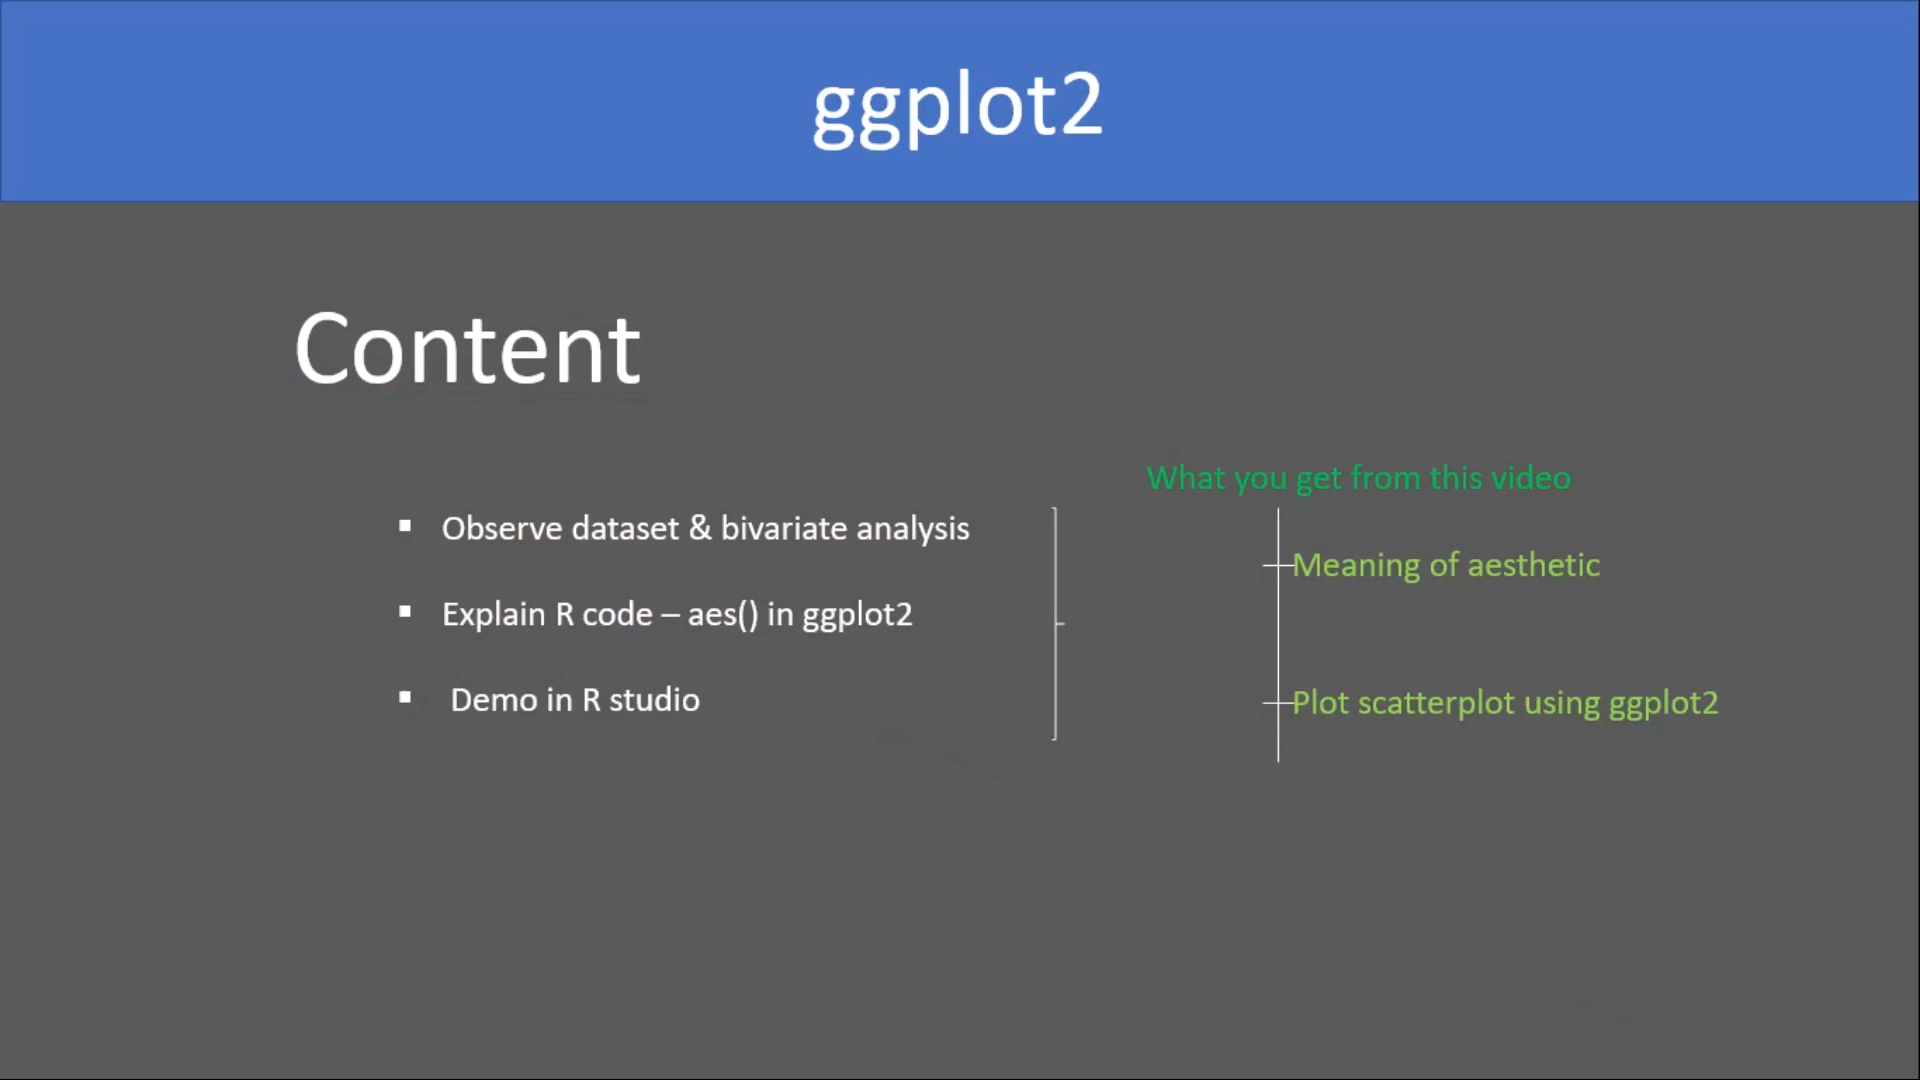 ggplot2
Content
Observe dataset & bivariate analysis
Explain R code – aes() in ggplot2
Demo in R studio
What you get from this video
Meaning of aesthetic
Plot scatterplot using ggplot2